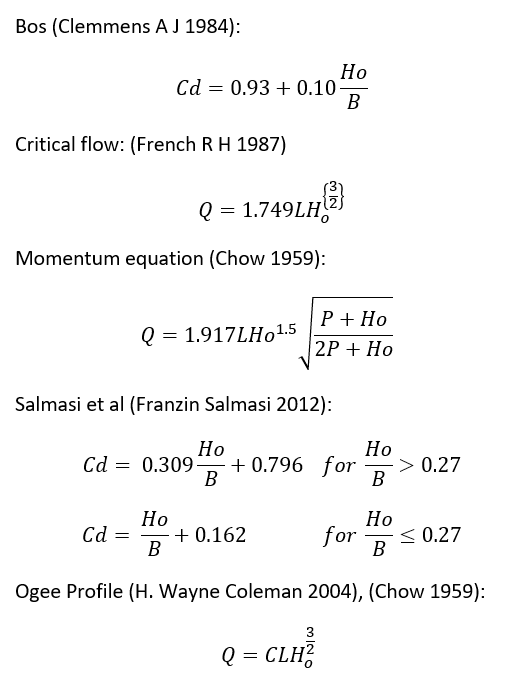 Bos (Clemmens A J 1984):
Cd = 0.93 + 0.10 Ho/B
Critical flow: (French R H 1987)
Q = 1.749LH_o^{3/2}
Momentum equation (Chow 1959):
Q = 1.917LHo^1.5 √((P + Ho)/(2P + Ho))
Salmasi et al (Franzin Salmasi 2012):
Cd = 0.309 Ho/B + 0.796 for Ho/B > 0.27
Cd = Ho/B + 0.162 for Ho/B ≤ 0.27
Ogee Profile (H. Wayne Coleman 2004), (Chow 1959):
Q = CLH_o^3/2